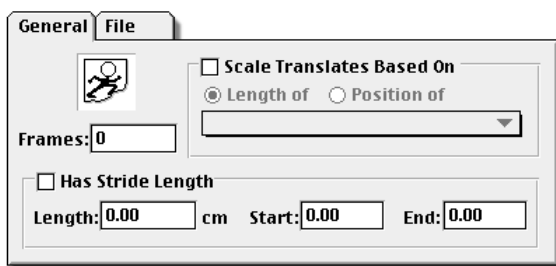 General File
Scale Translates Based On
Length of Position of
Frames: 0
Has Stride Length
Length: 0.00 cm Start: 0.00 End: 0.00